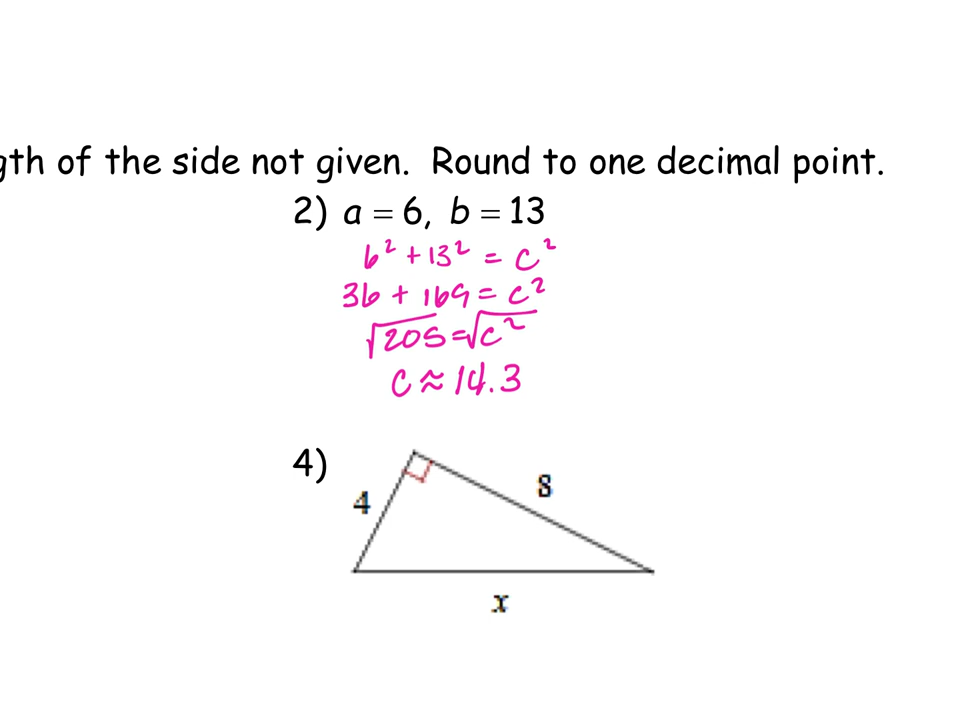 gth of the side not given. Round to one decimal point.
2) a = 6, b = 13
6² + 13² = c²
36 + 169 = c²
√205 = √c²
c ≈ 14.3
4)
4
8
x